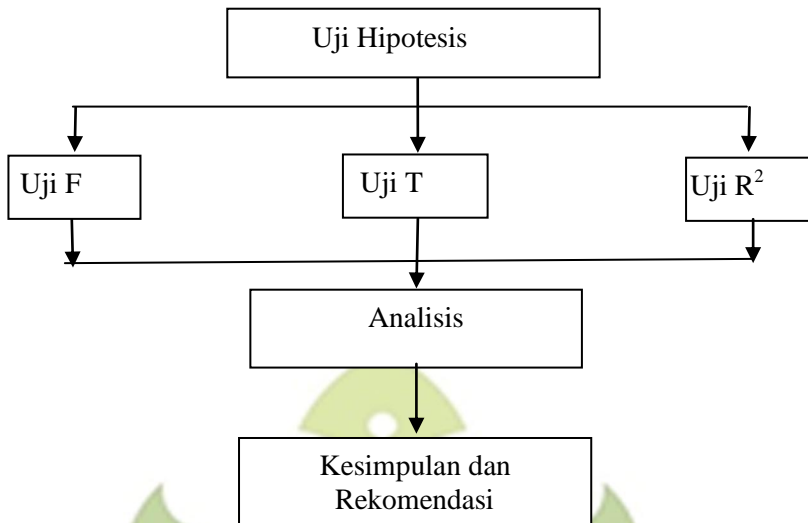 Uji Hipotesis
Uji F
Uji T
Uji R²
Analisis
Kesimpulan dan
Rekomendasi